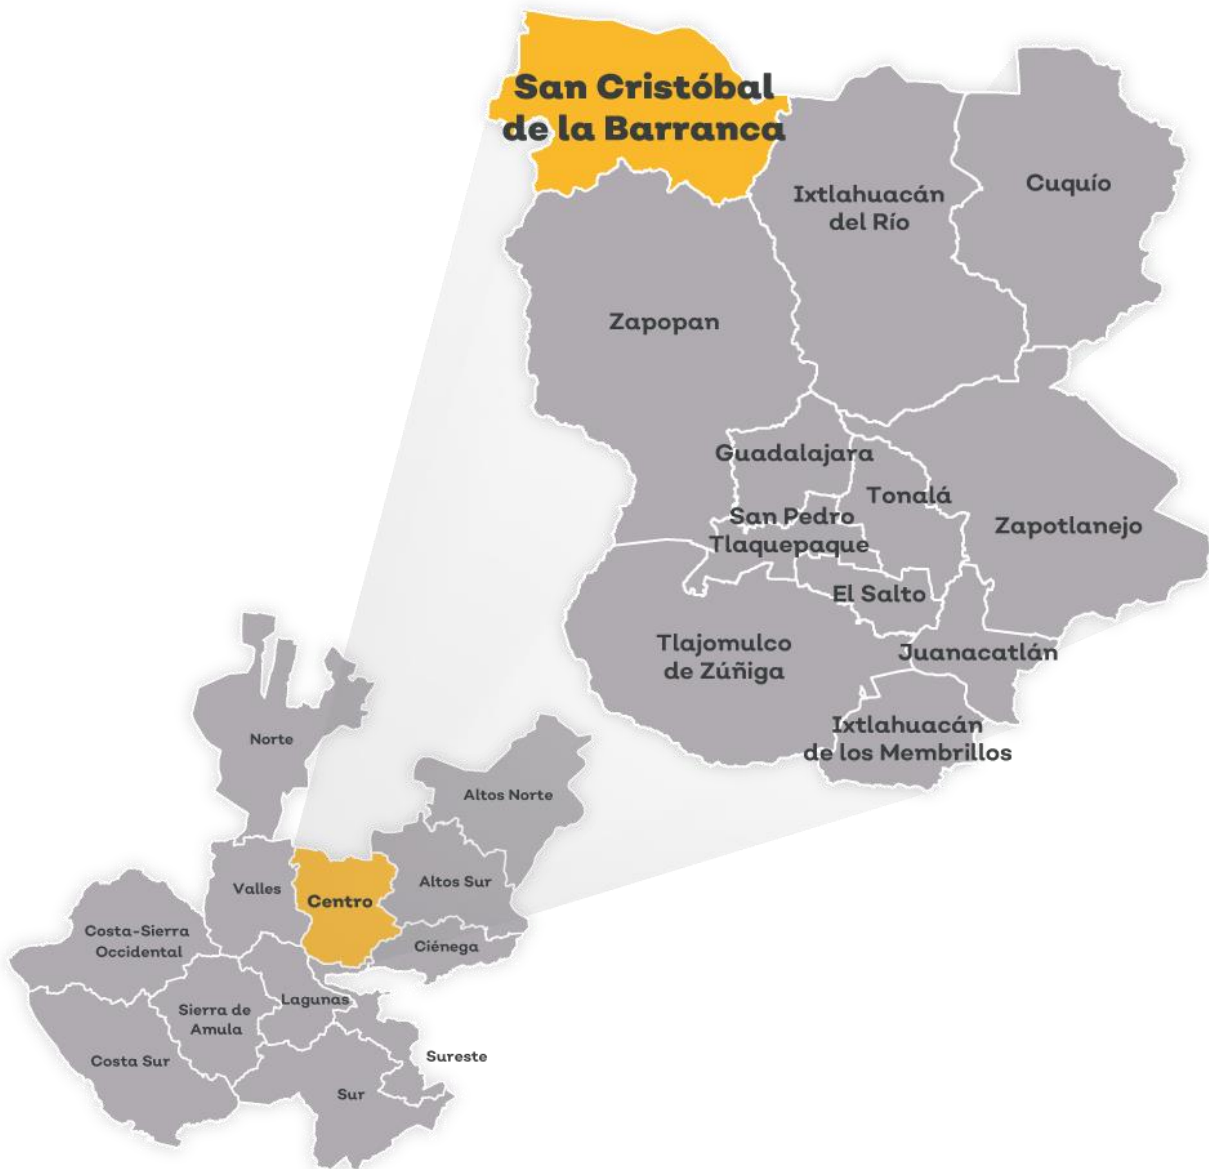 San Cristóbal
de la Barranca
Cuquío
Ixtlahuacán
del Río
Zapopan
Guadalajara
Tonalá
San Pedro
Tlaquepaque
Zapotlanejo
El Salto
Tlajomulco
de Zúñiga
Juanacatlán
Ixtlahuacán
de los Membrillos
Norte
Altos Norte
Altos Sur
Valles
Centro
Costa-Sierra
Occidental
Ciénega
Lagunas
Sierra de
Amula
Costa Sur
Sureste
Sur